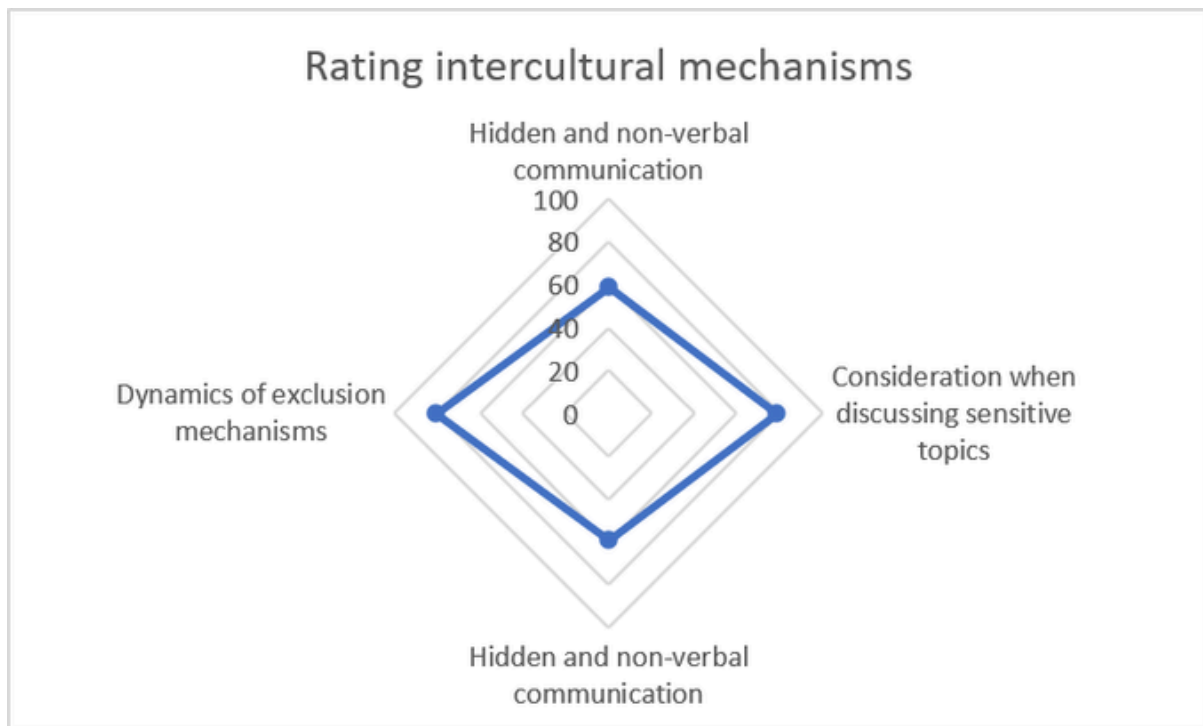 Rating intercultural mechanisms
Hidden and non-verbal
communication
100
80
60
40
20
0
Dynamics of exclusion
mechanisms
Consideration when
discussing sensitive
topics
Hidden and non-verbal
communication